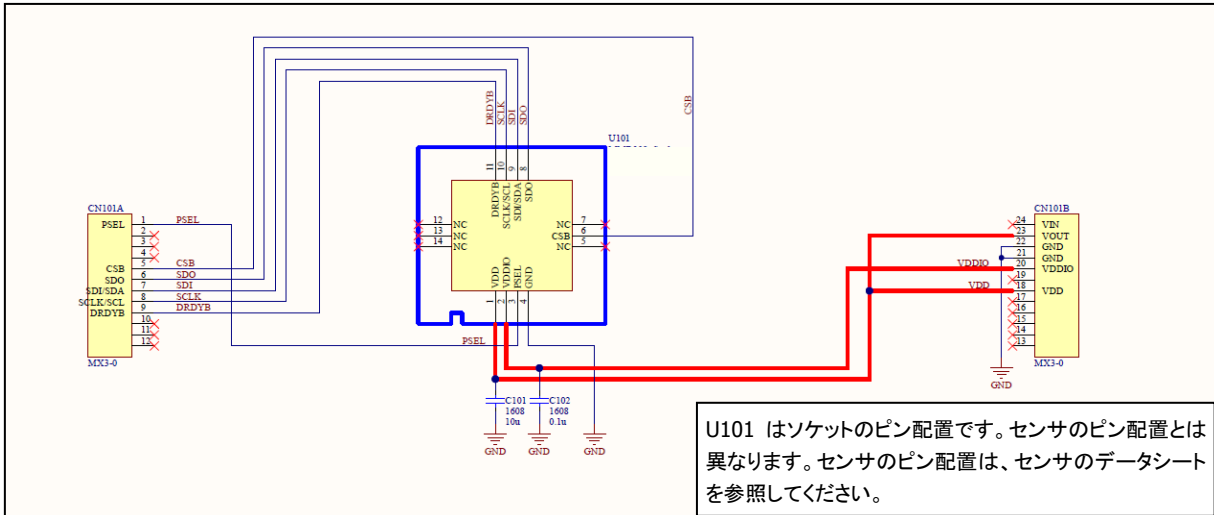 CSB
DRDYB
SCLK
SDI
SDO
U101
11
10
9
8
DRDYB
SCLK/SCL
SDI/SDA
SDO
12 NC
13 NC
14 NC
NC 7
CSB 6
NC 5
VDD
VDDIO
PSEL
GND
1
2
3
4
CN101A
PSEL 1 PSEL
2
3
4
CSB 5 CSB
SDO 6 SDO
SDI/SDA 7 SDI
SCLK/SCL 8 SCLK
DRDYB 9 DRDYB
10
11
12
MX3-0
PSEL
CN101B
24 VIN
23 VOUT
22 GND
21 GND
VDDIO 20 VDDIO
19
VDD 18 VDD
17
16
15
14
13
MX3-0
GND
C101
1608
10u
C102
1608
0.1u
GND
GND
GND
U101 はソケットのピン配置です。センサのピン配置とは
異なります。センサのピン配置は、センサのデータシート
を参照してください。